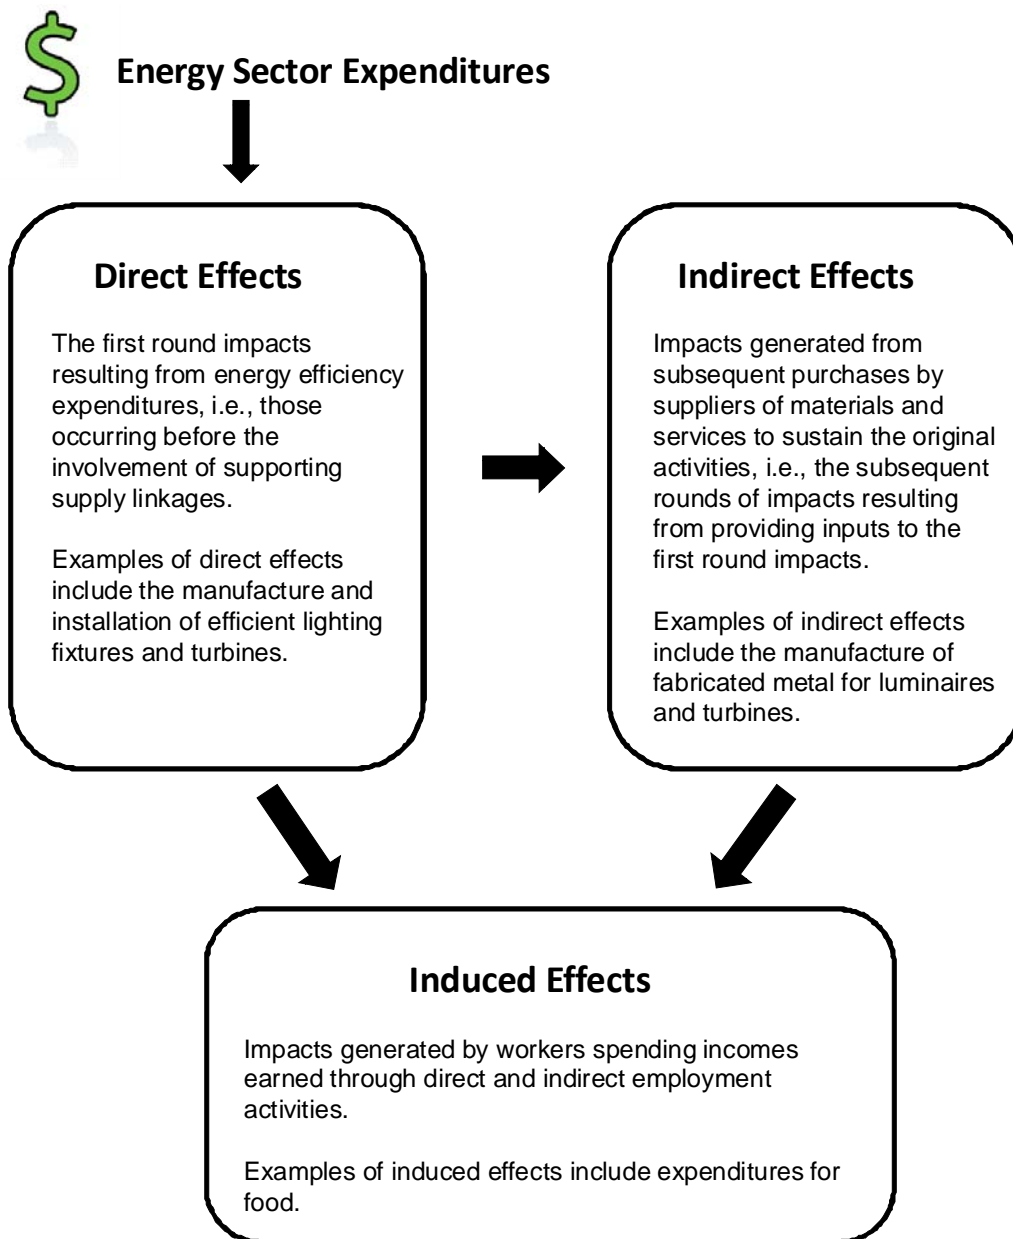 $
Energy Sector Expenditures
Direct Effects
The first round impacts
resulting from energy efficiency
expenditures, i.e., those
occurring before the
involvement of supporting
supply linkages.
Examples of direct effects
include the manufacture and
installation of efficient lighting
fixtures and turbines.
Indirect Effects
Impacts generated from
subsequent purchases by
suppliers of materials and
services to sustain the original
activities, i.e., the subsequent
rounds of impacts resulting
from providing inputs to the
first round impacts.
Examples of indirect effects
include the manufacture of
fabricated metal for luminaires
and turbines.
Induced Effects
Impacts generated by workers spending incomes
earned through direct and indirect employment
activities.
Examples of induced effects include expenditures for
food.